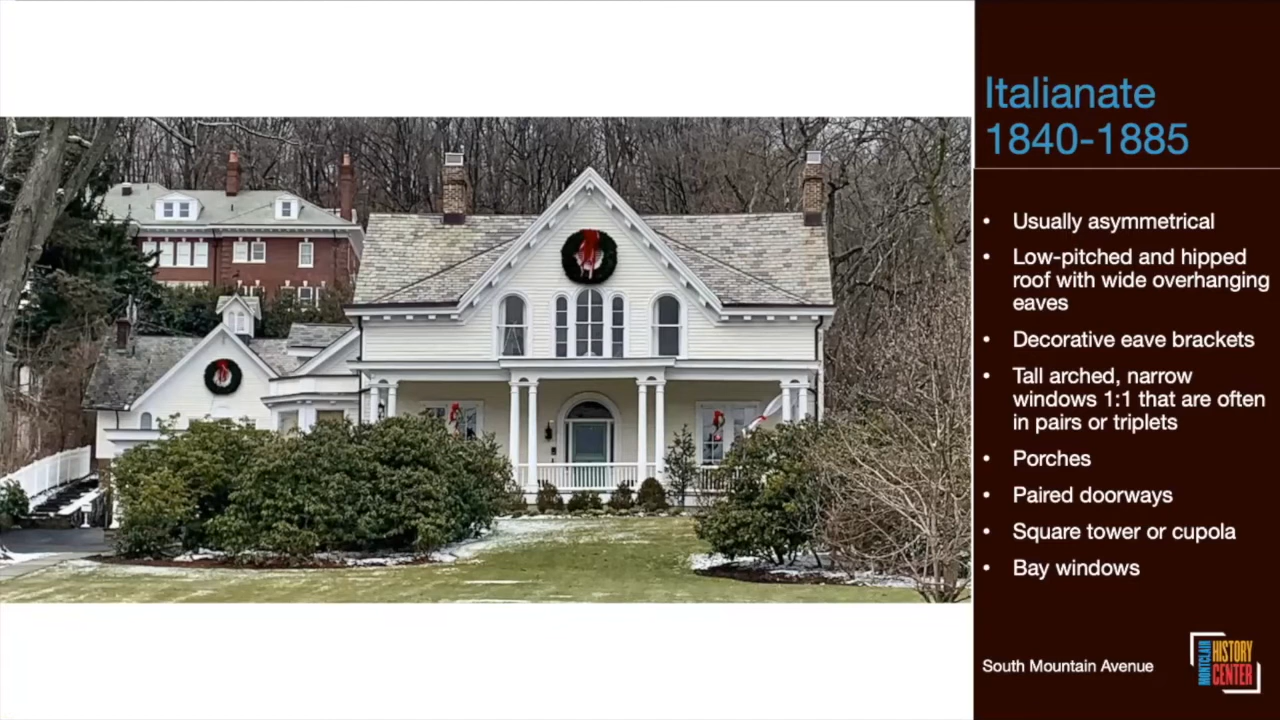 Italianate
1840-1885
• Usually asymmetrical
• Low-pitched and hipped
roof with wide overhanging
eaves
• Decorative eave brackets
• Tall arched, narrow
windows 1:1 that are often
in pairs or triplets
• Porches
• Paired doorways
• Square tower or cupola
• Bay windows
South Mountain Avenue
MONTCLAIR
HISTORY
CENTER